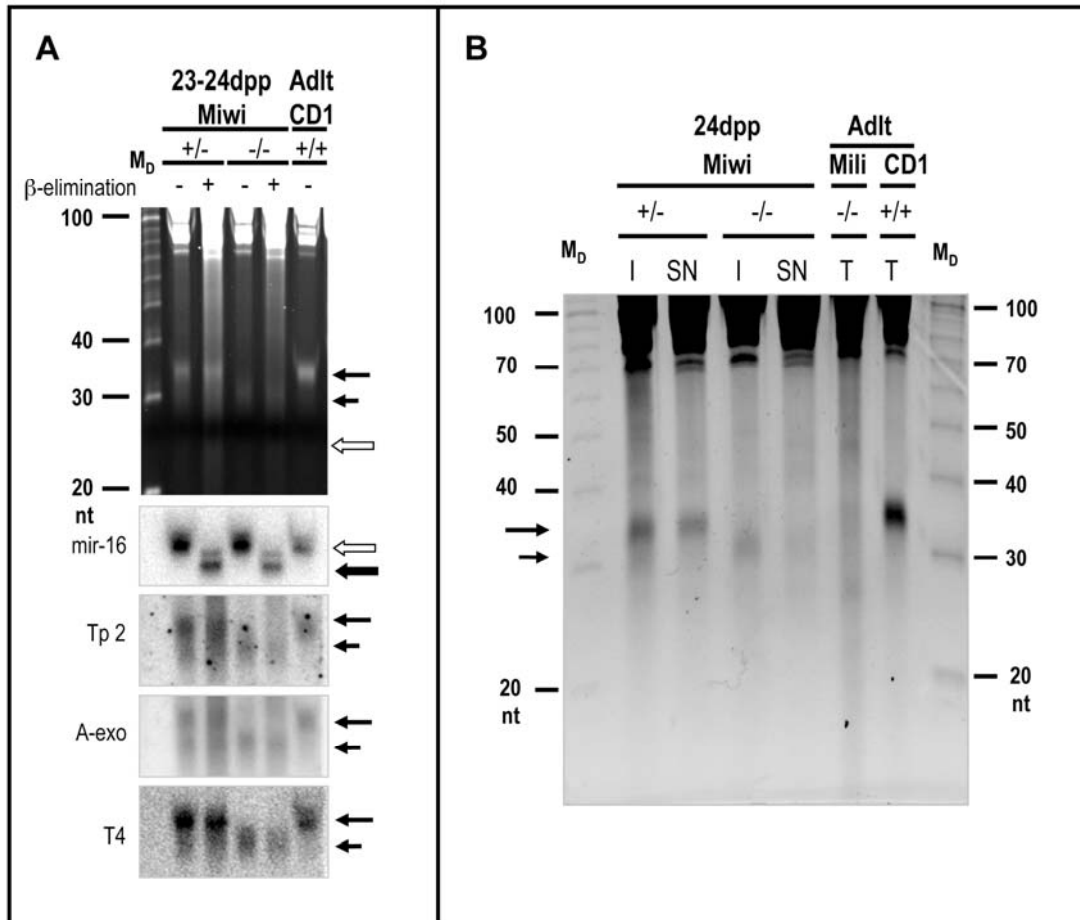 A
23-24dpp Adlt
Miwi CD1
+/- -/- +/+
M_D
β-elimination - + - + -
100
40
30
20
nt
mir-16
Tp 2
A-exo
T4
B
24dpp Adlt
Miwi Mili CD1
+/- -/- -/- +/+
M_D I SN I SN T T M_D
100 100
70 70
50 50
40 40
30
20 20
nt nt